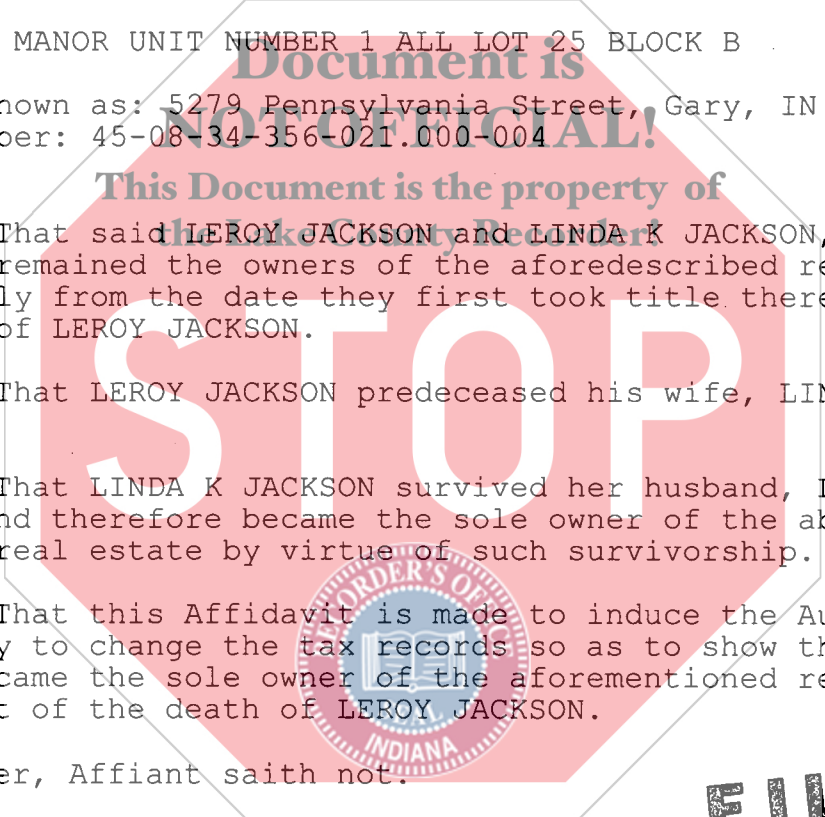 MANOR UNIT NUMBER 1 ALL LOT 25 BLOCK B
Document is
nown as: 5279 Pennsylvania Street, Gary, IN
NOT OFFICIAL!
ber: 45-08-34-356-021.000-004
This Document is the property of
the Lake County Recorder!
That said LEROY JACKSON and LINDA K JACKSON,
remained the owners of the aforedescribed re
ly from the date they first took title there
of LEROY JACKSON.
STOP
That LEROY JACKSON predeceased his wife, LIN
That LINDA K JACKSON survived her husband, L
nd therefore became the sole owner of the ab
real estate by virtue of such survivorship.
That this Affidavit is made to induce the Au
y to change the tax records so as to show th
came the sole owner of the aforementioned re
t of the death of LEROY JACKSON.
RECORDER'S OFFICE
SEAL
INDIANA
er, Affiant saith not.